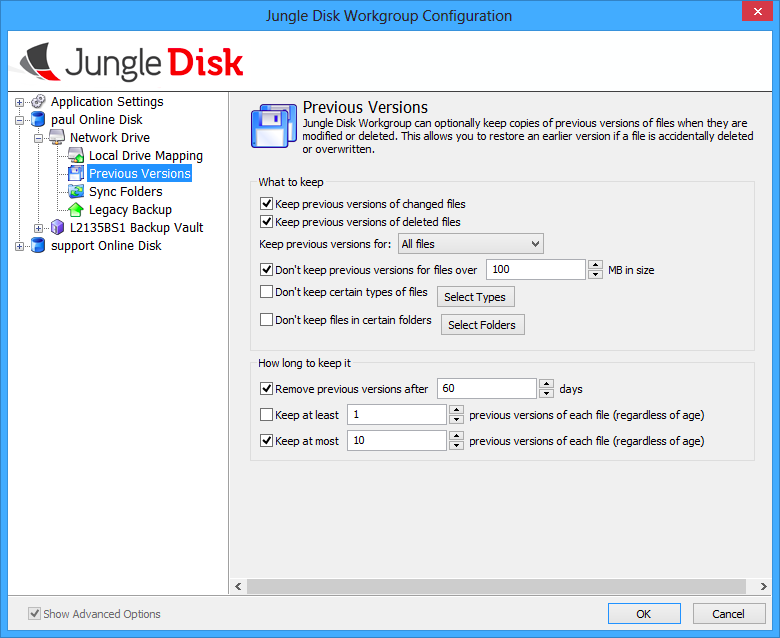 Jungle Disk Workgroup Configuration
Jungle Disk
Application Settings
paul Online Disk
Network Drive
Local Drive Mapping
Previous Versions
Sync Folders
Legacy Backup
L2135BS1 Backup Vault
support Online Disk
Previous Versions
Jungle Disk Workgroup can optionally keep copies of previous versions of files when they are
modified or deleted. This allows you to restore an earlier version if a file is accidentally deleted
or overwritten.
What to keep
Keep previous versions of changed files
Keep previous versions of deleted files
Keep previous versions for: All files
Don't keep previous versions for files over 100 MB in size
Don't keep certain types of files Select Types
Don't keep files in certain folders Select Folders
How long to keep it
Remove previous versions after 60 days
Keep at least 1 previous versions of each file (regardless of age)
Keep at most 10 previous versions of each file (regardless of age)
Show Advanced Options
OK Cancel